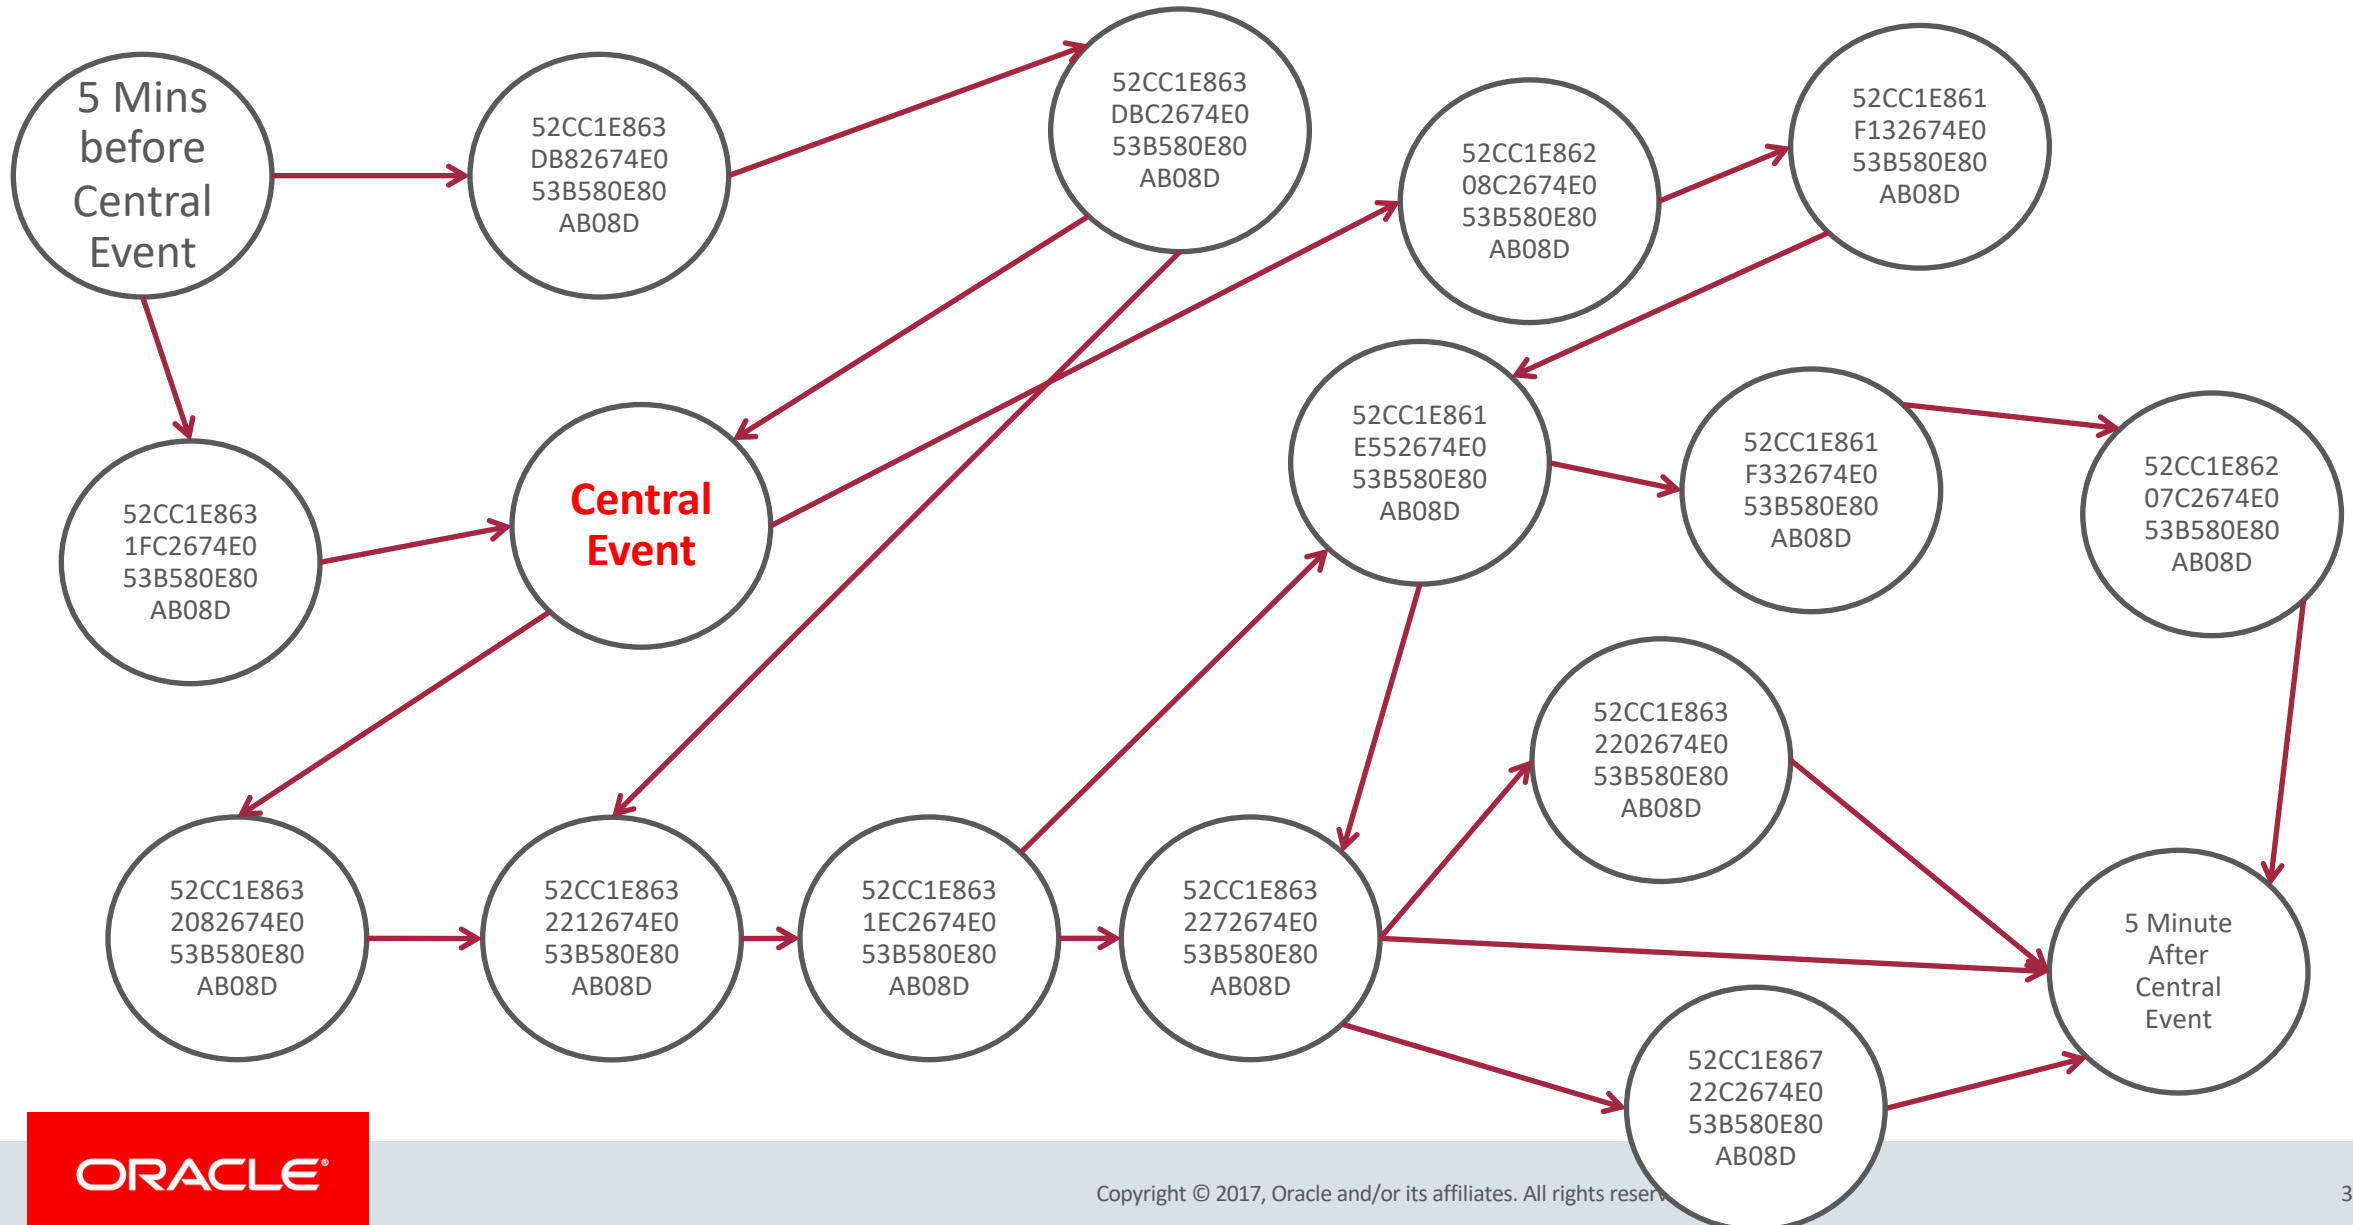 5 Mins
before
Central
Event
52CC1E863
DB82674E0
53B580E80
AB08D
52CC1E863
DBC2674E0
53B580E80
AB08D
52CC1E862
08C2674E0
53B580E80
AB08D
52CC1E861
F132674E0
53B580E80
AB08D
52CC1E863
1FC2674E0
53B580E80
AB08D
Central
Event
52CC1E861
E552674E0
53B580E80
AB08D
52CC1E861
F332674E0
53B580E80
AB08D
52CC1E862
07C2674E0
53B580E80
AB08D
52CC1E863
2202674E0
53B580E80
AB08D
52CC1E863
2082674E0
53B580E80
AB08D
52CC1E863
2212674E0
53B580E80
AB08D
52CC1E863
1EC2674E0
53B580E80
AB08D
52CC1E863
2272674E0
53B580E80
AB08D
5 Minute
After
Central
Event
52CC1E867
22C2674E0
53B580E80
AB08D
ORACLE®
Copyright © 2017, Oracle and/or its affiliates. All rights reserv
3